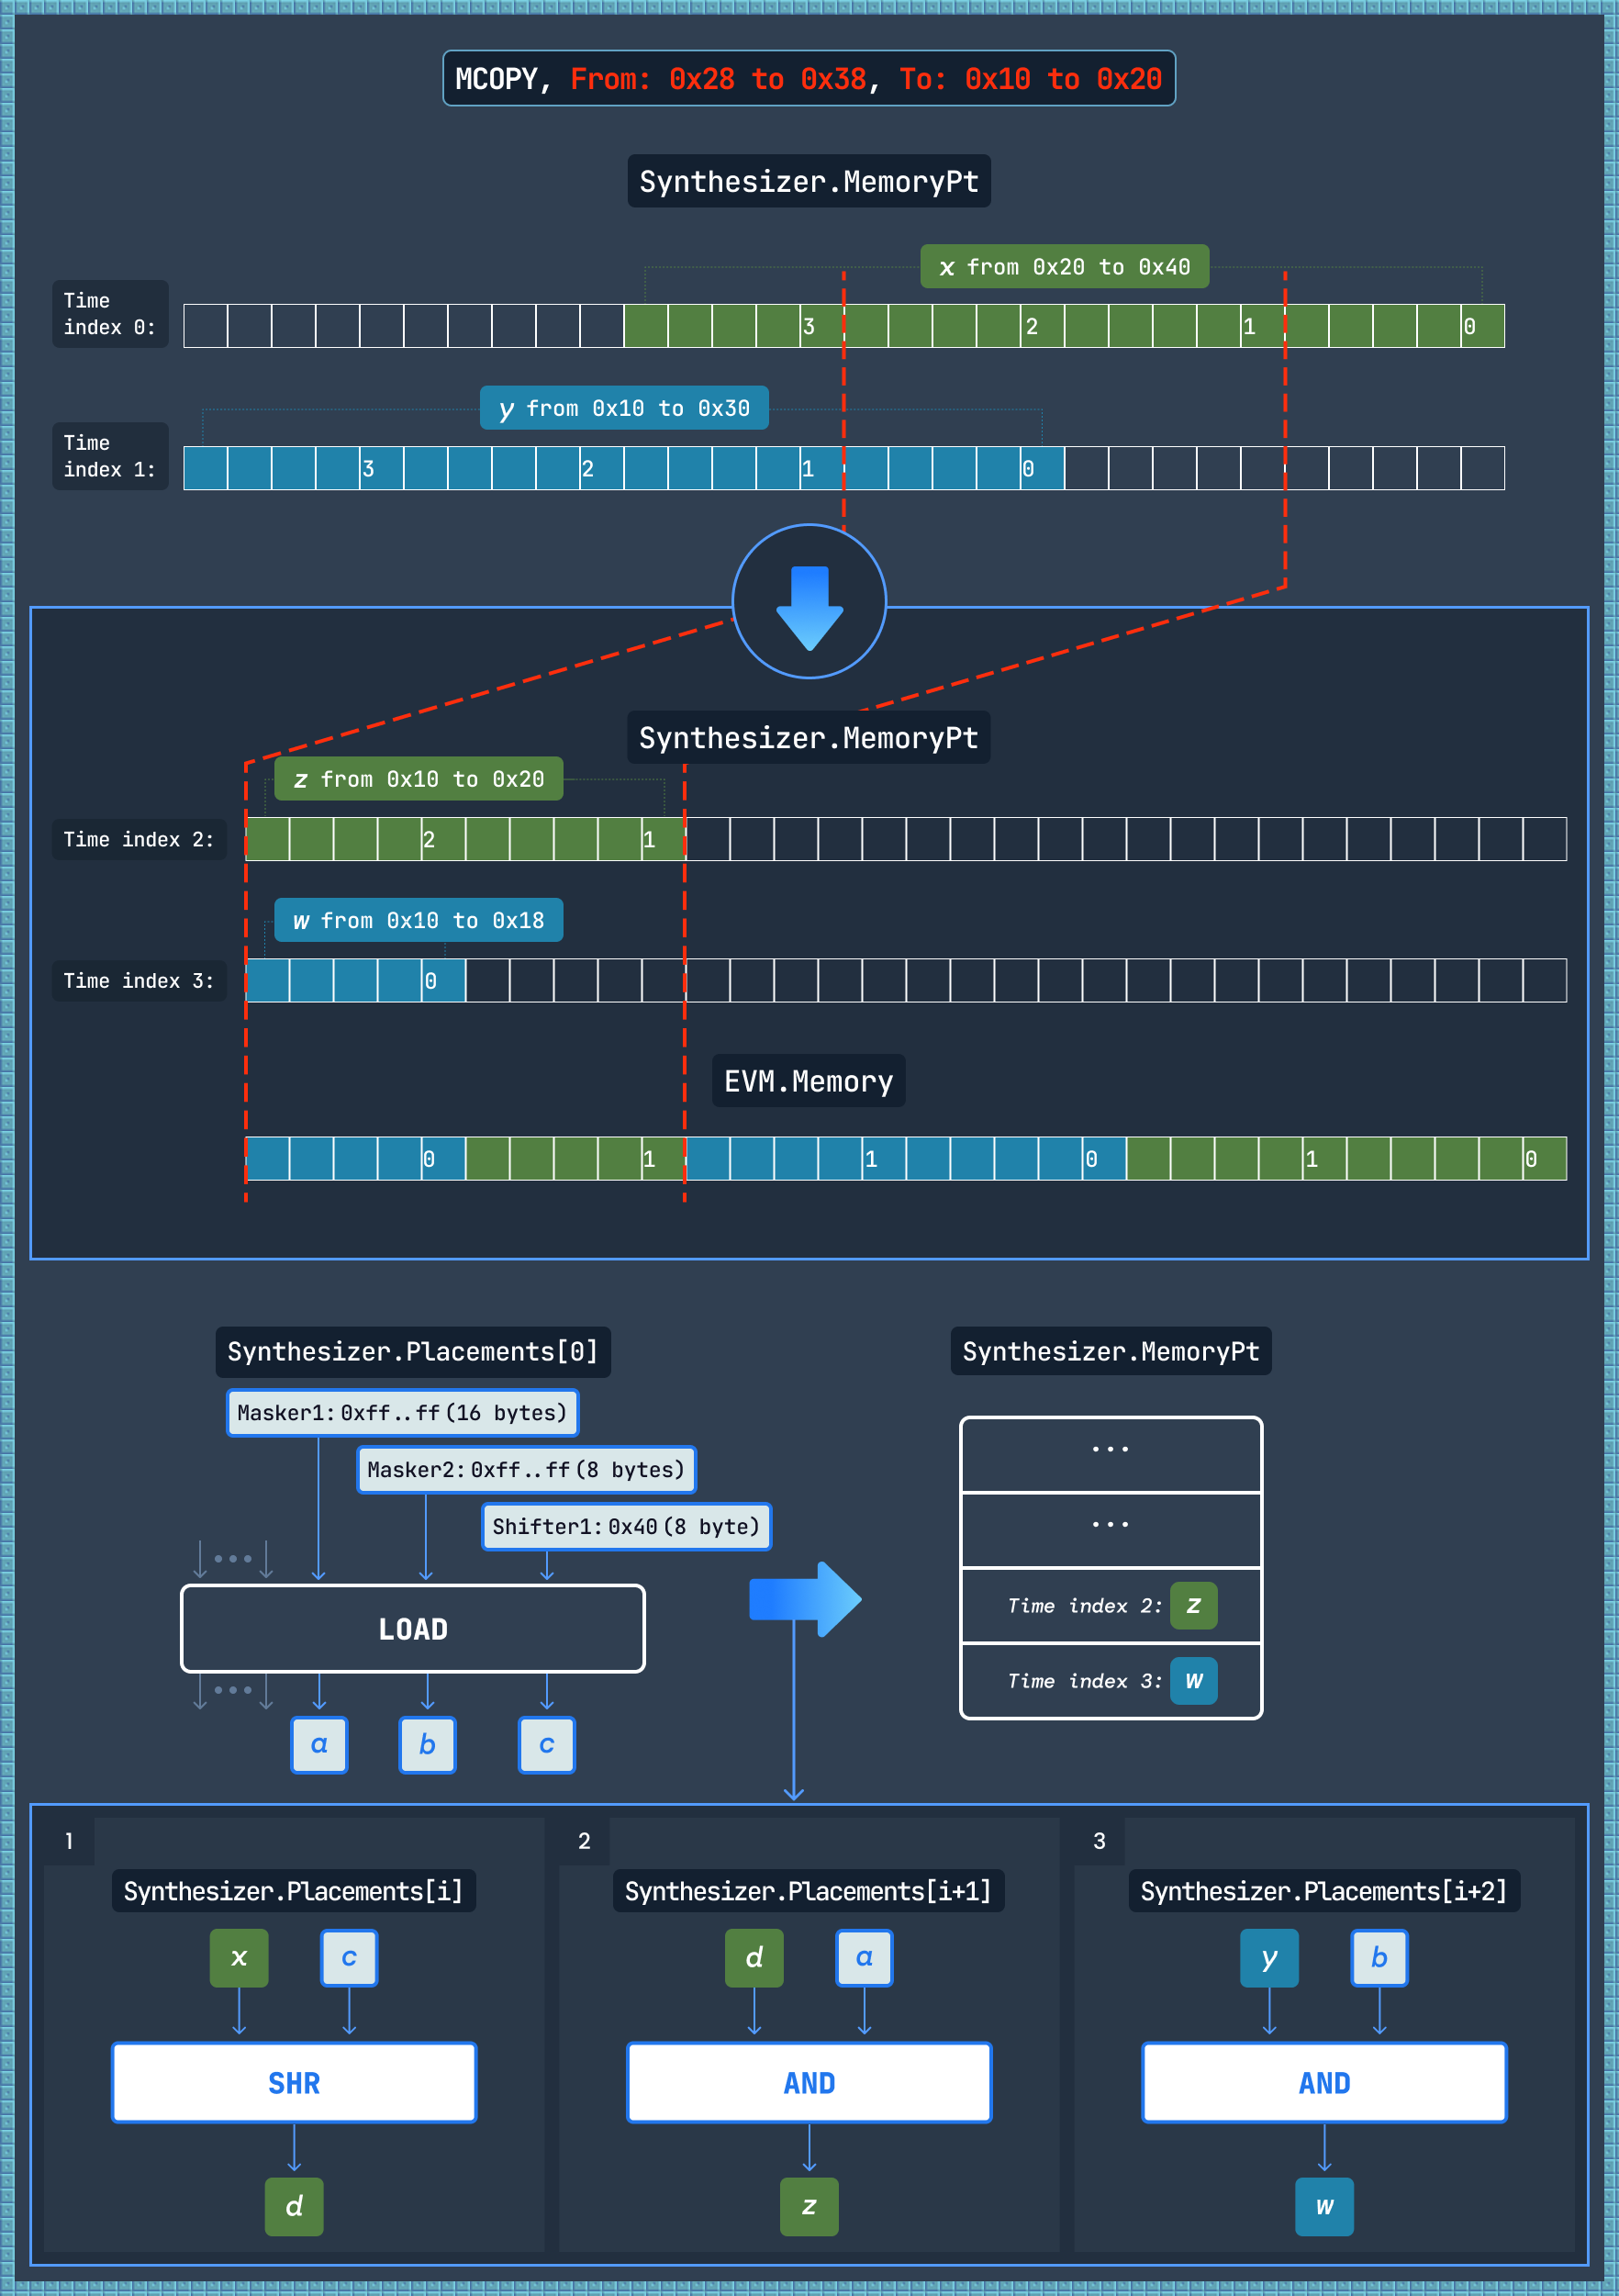 MCOPY, From: 0x28 to 0x38, To: 0x10 to 0x20
Synthesizer.MemoryPt
x from 0x20 to 0x40
Time
index 0:
3 2 1 0
y from 0x10 to 0x30
Time
index 1:
3 2 1 0
Synthesizer.MemoryPt
z from 0x10 to 0x20
Time index 2:
2 1
w from 0x10 to 0x18
Time index 3:
0
EVM.Memory
0 1 1 0 1 0
Synthesizer.Placements[0]
Masker1: 0xff..ff (16 bytes)
Masker2: 0xff..ff (8 bytes)
Shifter1: 0x40 (8 byte)
LOAD
a b c
Synthesizer.MemoryPt
...
...
Time index 2: z
Time index 3: w
1
Synthesizer.Placements[i]
x c
SHR
d
2
Synthesizer.Placements[i+1]
d a
AND
z
3
Synthesizer.Placements[i+2]
y b
AND
w